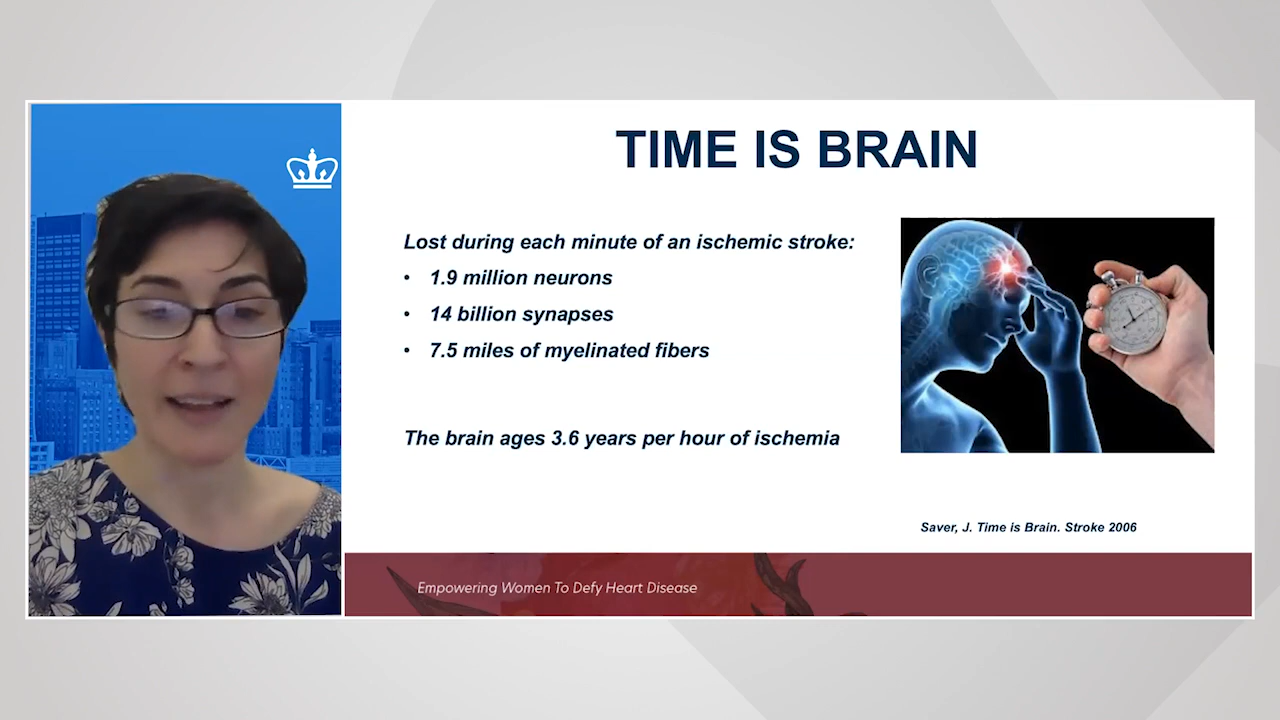 TIME IS BRAIN
Lost during each minute of an ischemic stroke:
• 1.9 million neurons
• 14 billion synapses
• 7.5 miles of myelinated fibers
The brain ages 3.6 years per hour of ischemia
Saver, J. Time is Brain. Stroke 2006
Empowering Women To Defy Heart Disease